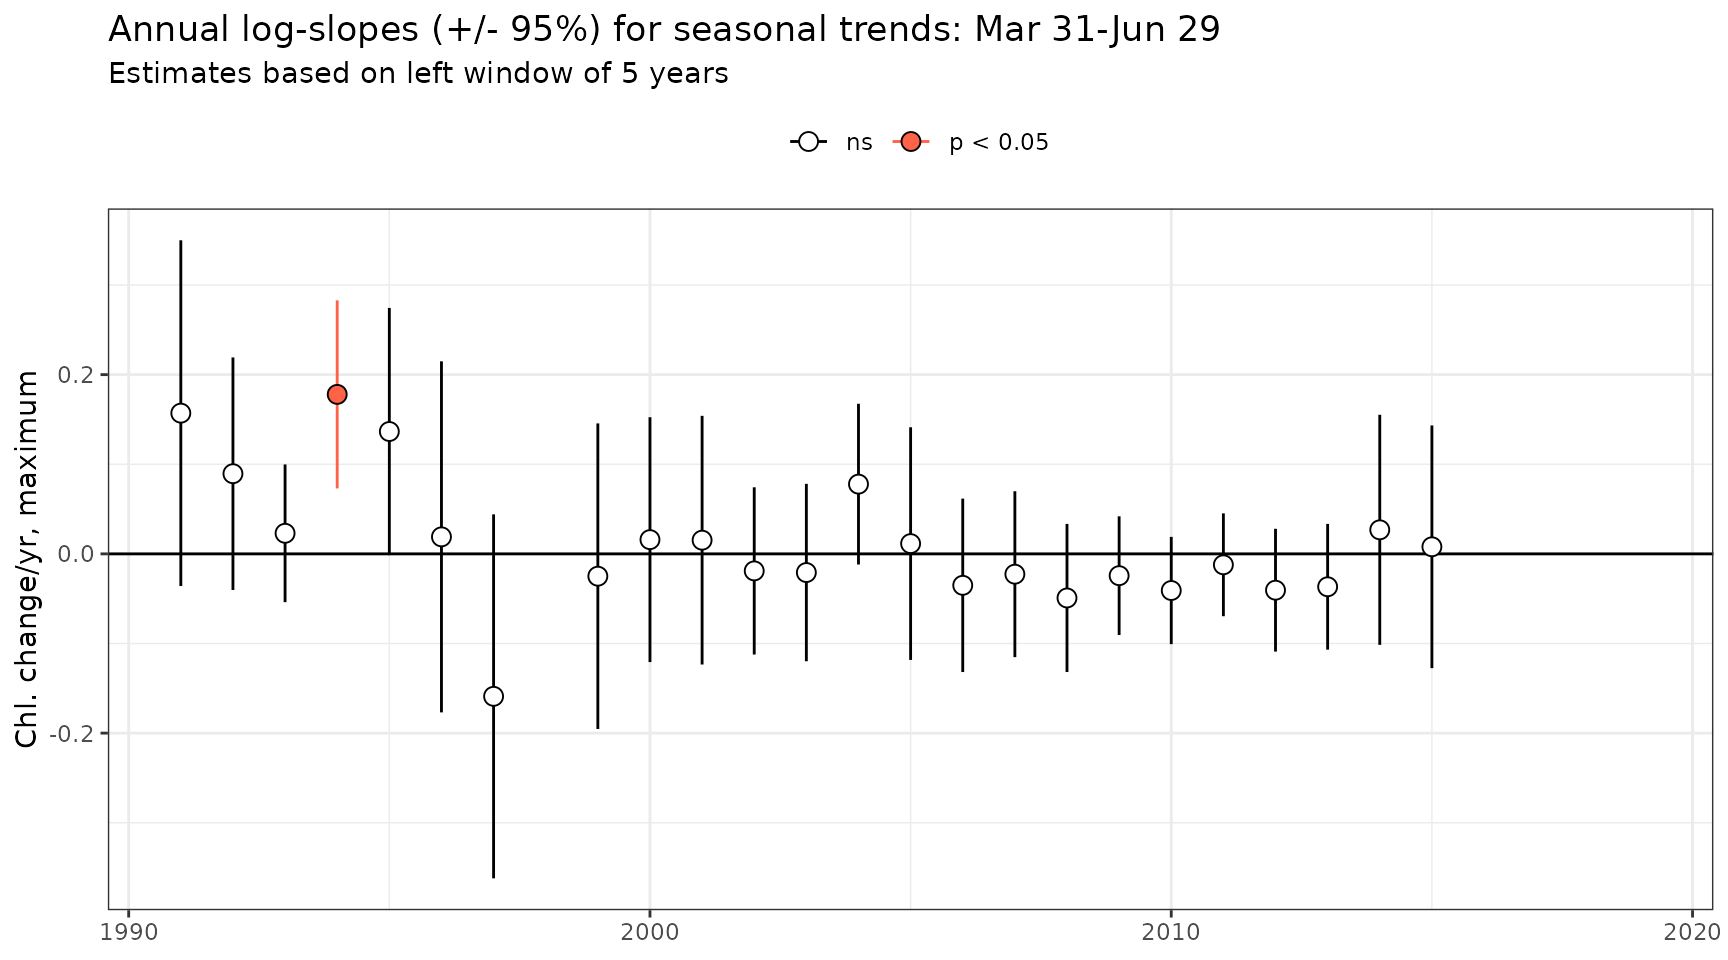 Annual log-slopes (+/- 95%) for seasonal trends: Mar 31-Jun 29
Estimates based on left window of 5 years
ns p < 0.05
Chl. change/yr, maximum
0.2
0.0
-0.2
1990 2000 2010 2020